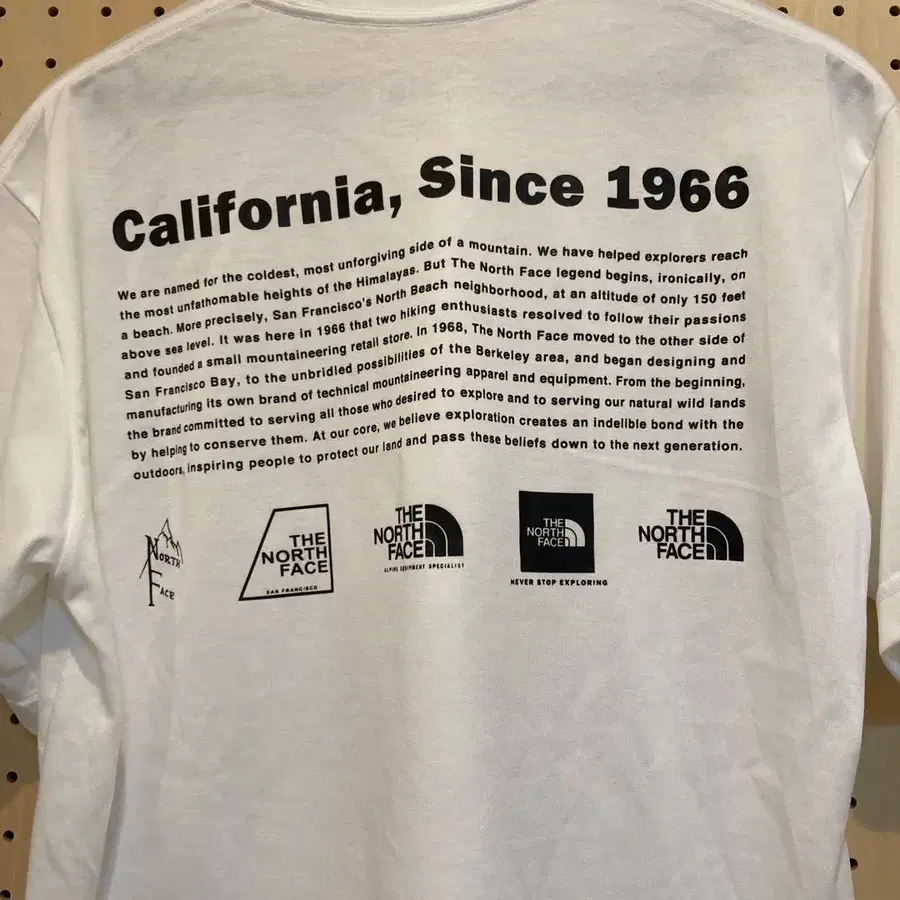 California, Since 1966
We are named for the coldest, most unforgiving side of a mountain. We have helped explorers reach
the most unfathomable heights of the Himalayas. But The North Face legend begins, ironically, on
a beach. More precisely, San Francisco's North Beach neighborhood, at an altitude of only 150 feet
above sea level. It was here in 1966 that two hiking enthusiasts resolved to follow their passions
and founded a small mountaineering retail store. In 1968, The North Face moved to the other side of
San Francisco Bay, to the unbridled possibilities of the Berkeley area, and began designing and
manufacturing its own brand of technical mountaineering apparel and equipment. From the beginning,
the brand committed to serving all those who desired to explore and to serving our natural wild lands
by helping to conserve them. At our core, we believe exploration creates an indelible bond with the
outdoors, inspiring people to protect our land and pass these beliefs down to the next generation.
North
Face
THE
NORTH
FACE
SAN FRANCISCO
THE
NORTH
FACE
ALPINE EQUIPMENT SPECIALIST
THE
NORTH
FACE
NEVER STOP EXPLORING
THE
NORTH
FACE